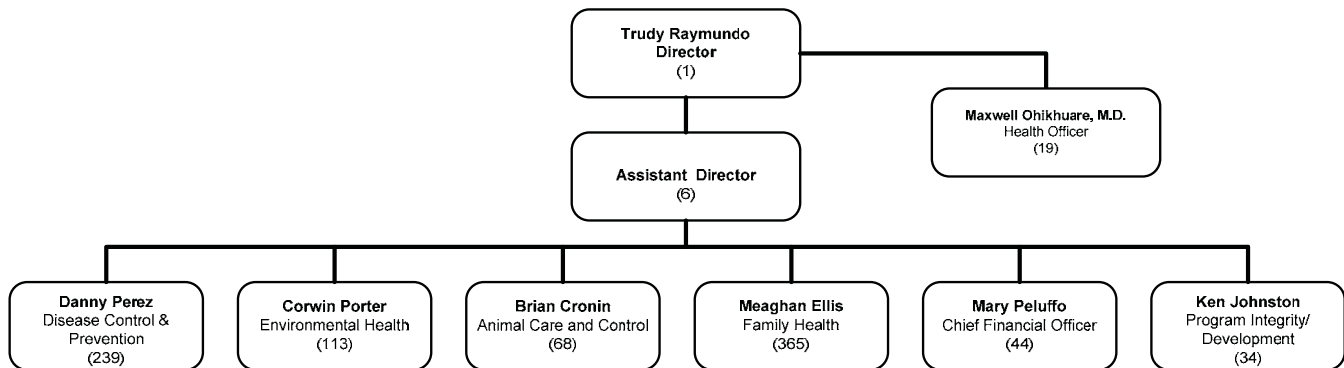 Trudy Raymundo
Director
(1)
Maxwell Ohikhuare, M.D.
Health Officer
(19)
Assistant Director
(6)
Danny Perez
Disease Control &
Prevention
(239)
Corwin Porter
Environmental Health
(113)
Brian Cronin
Animal Care and Control
(68)
Meaghan Ellis
Family Health
(365)
Mary Peluffo
Chief Financial Officer
(44)
Ken Johnston
Program Integrity/
Development
(34)